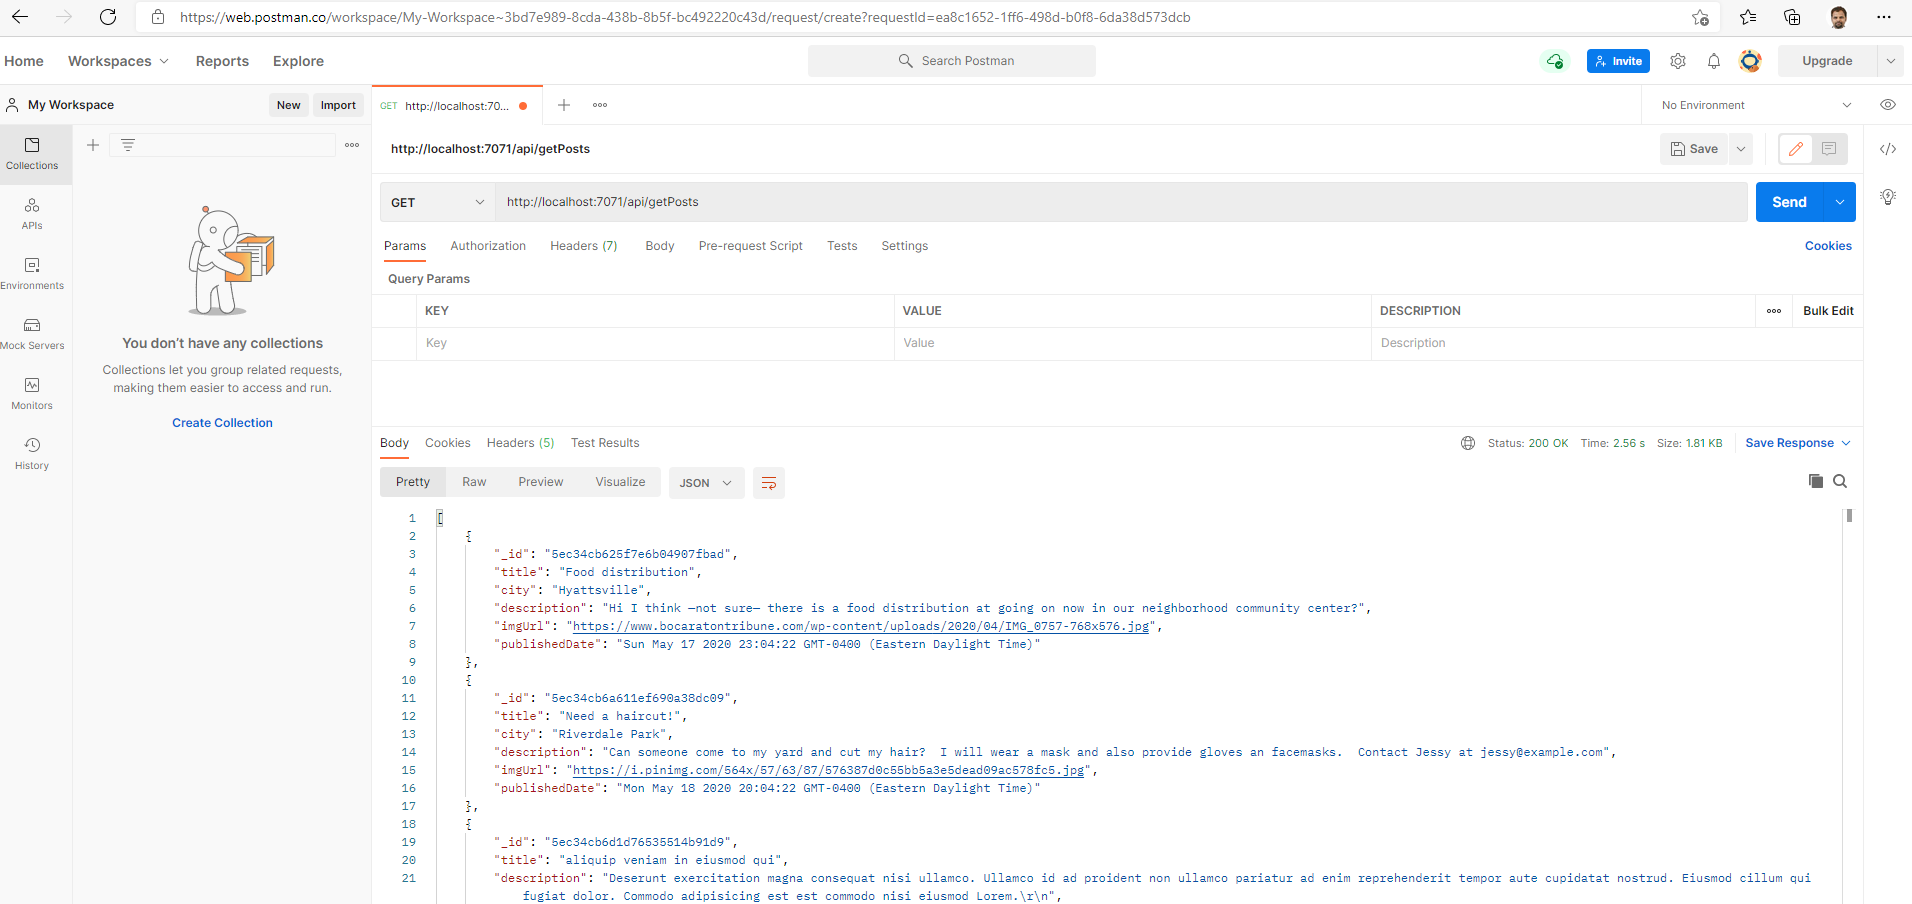 https://web.postman.co/workspace/My-Workspace~3bd7e989-8cda-438b-8b5f-bc492220c43d/request/create?requestId=ea8c1652-1ff6-498d-b0f8-6da38d573dcb
Home Workspaces Reports Explore Search Postman Invite Upgrade
My Workspace New Import GET http://localhost:70... No Environment
Collections
http://localhost:7071/api/getPosts Save
APIs
GET http://localhost:7071/api/getPosts Send
Params Authorization Headers (7) Body Pre-request Script Tests Settings Cookies
Environments
Query Params
KEY VALUE DESCRIPTION Bulk Edit
Key Value Description
Mock Servers
You don't have any collections
Collections let you group related requests,
making them easier to access and run.
Monitors
Create Collection
Body Cookies Headers (5) Test Results Status: 200 OK Time: 2.56 s Size: 1.81 KB Save Response
History
Pretty Raw Preview Visualize JSON
1 [
2 {
3 "_id": "5ec34cb625f7e6b04907fbad",
4 "title": "Food distribution",
5 "city": "Hyattsville",
6 "description": "Hi I think —not sure— there is a food distribution at going on now in our neighborhood community center?",
7 "imgUrl": "https://www.bocaratontribune.com/wp-content/uploads/2020/04/IMG_0757-768x576.jpg",
8 "publishedDate": "Sun May 17 2020 23:04:22 GMT-0400 (Eastern Daylight Time)"
9 },
10 {
11 "_id": "5ec34cb6a611ef690a38dc09",
12 "title": "Need a haircut!",
13 "city": "Riverdale Park",
14 "description": "Can someone come to my yard and cut my hair?  I will wear a mask and also provide gloves an facemasks.  Contact Jessy at jessy@example.com",
15 "imgUrl": "https://i.pinimg.com/564x/57/63/87/576387d0c55bb5a3e5dead09ac578fc5.jpg",
16 "publishedDate": "Mon May 18 2020 20:04:22 GMT-0400 (Eastern Daylight Time)"
17 },
18 {
19 "_id": "5ec34cb6d1d76535514b91d9",
20 "title": "aliquip veniam in eiusmod qui",
21 "description": "Deserunt exercitation magna consequat nisi ullamco. Ullamco id ad proident non ullamco pariatur ad enim reprehenderit tempor aute cupidatat nostrud. Eiusmod cillum qui
fugiat dolor. Commodo adipisicing est est commodo nisi eiusmod Lorem.\r\n",